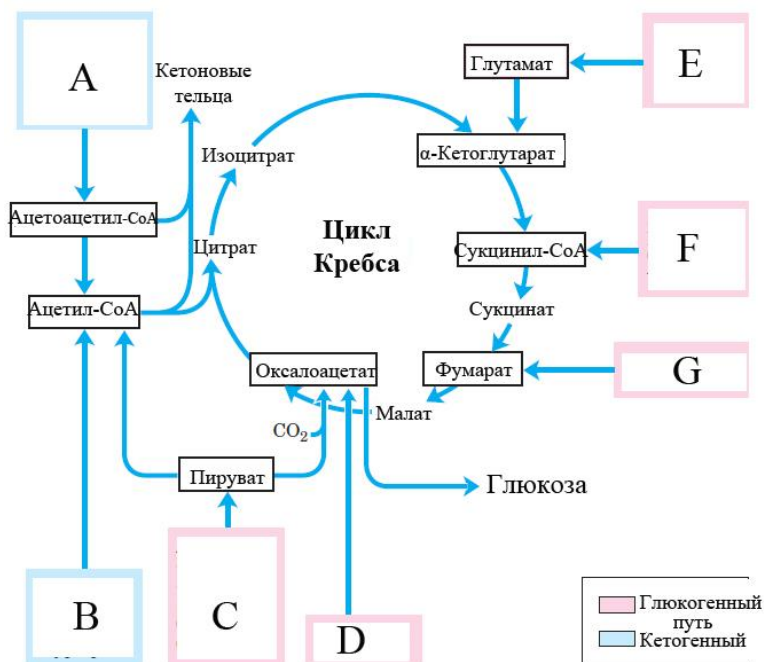 A
Кетоновые
тельца
Глутамат
E
Изоцитрат
α-Кетоглутарат
Ацетоацетил-CoA
Цикл
Кребса
Цитрат
Сукцинил-CoA
F
Ацетил-CoA
Сукцинат
Оксалоацетат
Фумарат
G
CO₂
Малат
Пируват
Глюкоза
B
C
D
Глюкогенный
путь
Кетогенный